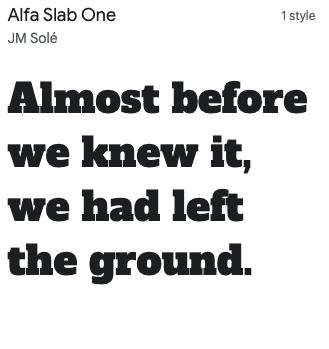 Alfa Slab One
1 style
JM Solé
Almost before
we knew it,
we had left
the ground.